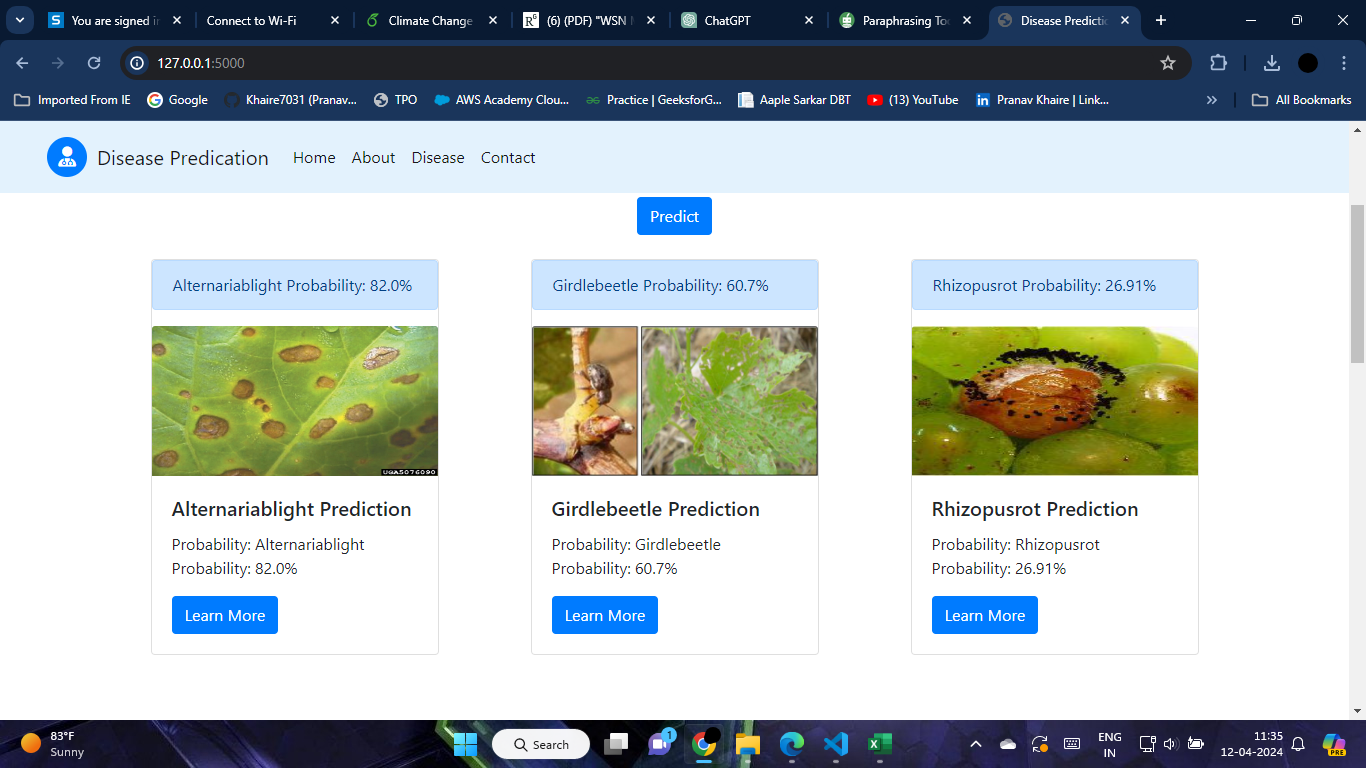 You are signed in
Connect to Wi-Fi
Climate Change
(6) (PDF) "WSN
ChatGPT
Paraphrasing Too
Disease Predictio
127.0.0.1:5000
Imported From IE
Google
Khaire7031 (Pranav...
TPO
AWS Academy Clou...
Practice | GeeksforG...
Aaple Sarkar DBT
(13) YouTube
Pranav Khaire | Link...
All Bookmarks
Disease Predication
Home
About
Disease
Contact
Predict
Alternariablight Probability: 82.0%
Girdlebeetle Probability: 60.7%
Rhizopusrot Probability: 26.91%
UGA5076090
Alternariablight Prediction
Probability: Alternariablight
Probability: 82.0%
Learn More
Girdlebeetle Prediction
Probability: Girdlebeetle
Probability: 60.7%
Learn More
Rhizopusrot Prediction
Probability: Rhizopusrot
Probability: 26.91%
Learn More
83°F
Sunny
Search
1
ENG
IN
11:35
12-04-2024
PRE